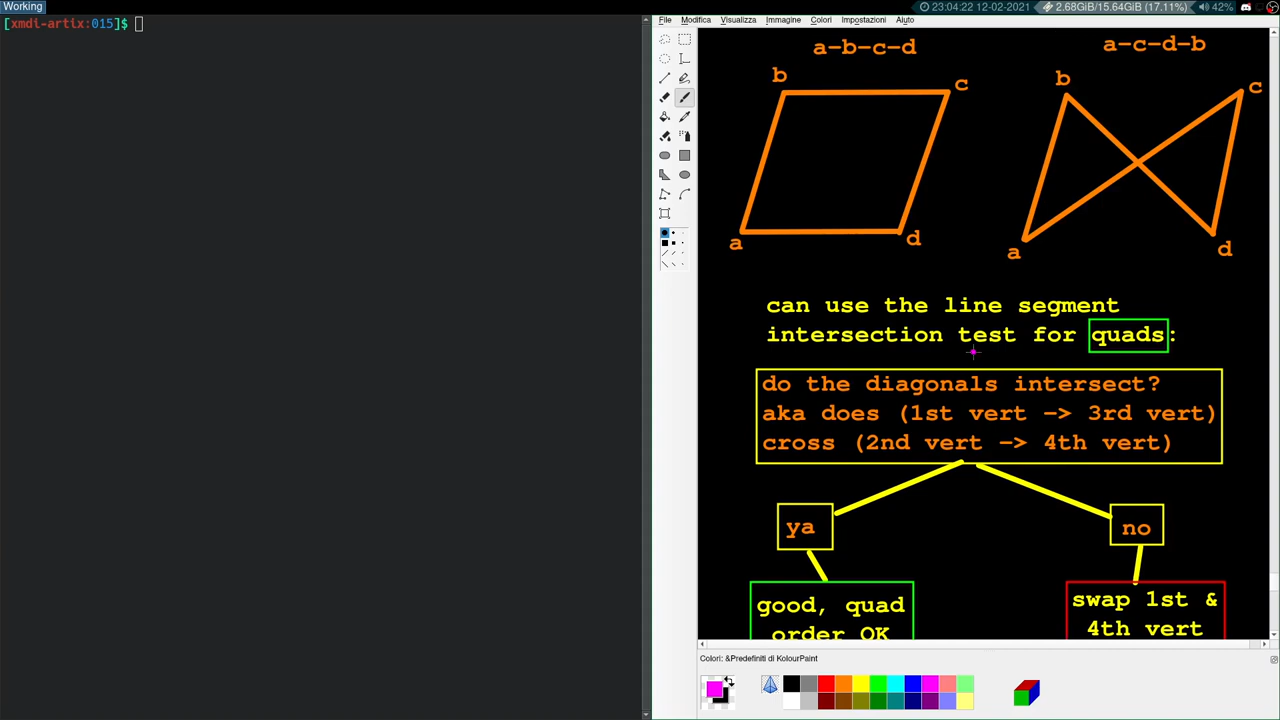 Working
23:04:22 12-02-2021
2.68GiB/15.64GiB (17.11%)
42%
[xmdi-artix:015]$
File Modifica Visualizza Immagine Colori Impostazioni Aiuto
a-b-c-d
a-c-d-b
b
c
a
d
b
c
a
d
can use the line segment
intersection test for quads:
do the diagonals intersect?
aka does (1st vert -> 3rd vert)
cross (2nd vert -> 4th vert)
ya
no
good, quad
order OK
swap 1st &
4th vert
Colori: &Predefiniti di KolourPaint